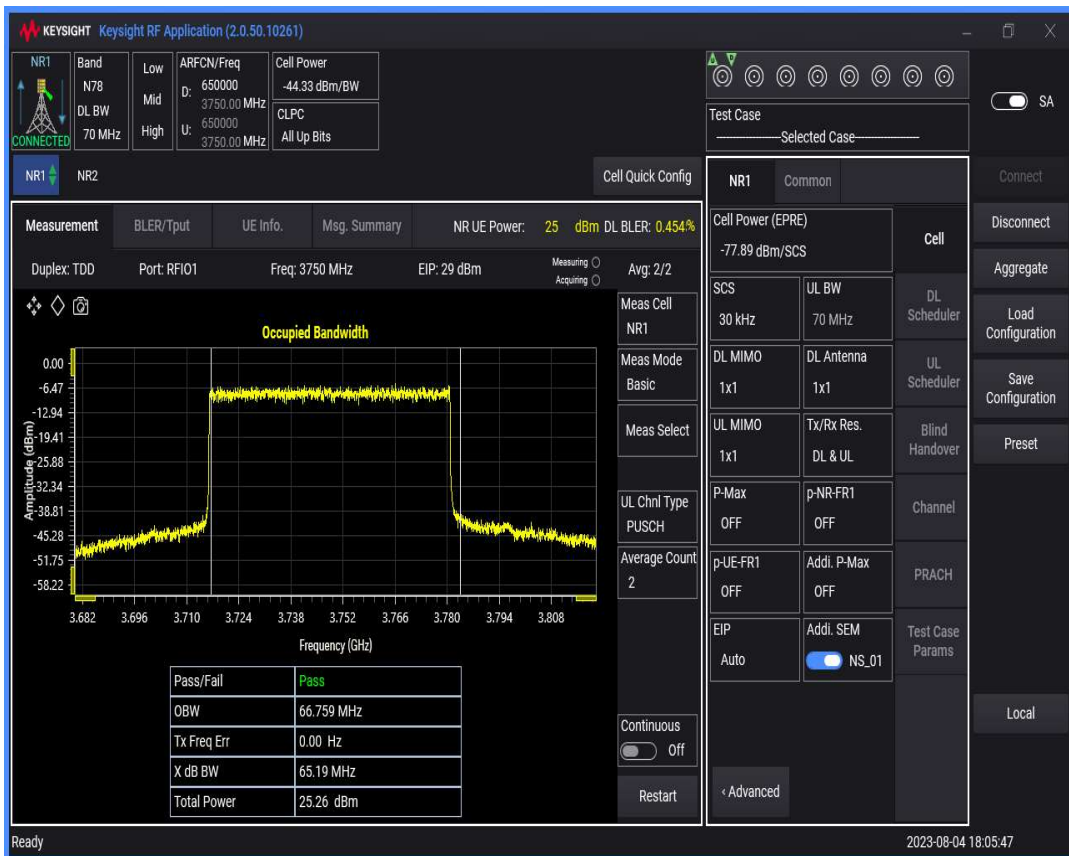 KEYSIGHT Keysight RF Application (2.0.50.10261)
NR1
CONNECTED
Band
N78
DL BW
70 MHz
Low
Mid
High
ARFCN/Freq
D: 650000
3750.00 MHz
U: 650000
3750.00 MHz
Cell Power
-44.33 dBm/BW
CLPC
All Up Bits
Test Case
Selected Case
SA
NR1
NR2
Cell Quick Config
Measurement
BLER/Tput
UE Info.
Msg. Summary
NR UE Power: 25 dBm DL BLER: 0.454%
Duplex: TDD
Port: RFIO1
Freq: 3750 MHz
EIP: 29 dBm
Measuring
Acquiring
Avg: 2/2
Occupied Bandwidth
Amplitude (dBm)
0.00
-6.47
-12.94
-19.41
-25.88
-32.34
-38.81
-45.28
-51.75
-58.22
3.682 3.696 3.710 3.724 3.738 3.752 3.766 3.780 3.794 3.808
Frequency (GHz)
Pass/Fail Pass
OBW 66.759 MHz
Tx Freq Err 0.00 Hz
X dB BW 65.19 MHz
Total Power 25.26 dBm
Meas Cell
NR1
Meas Mode
Basic
Meas Select
UL Chnl Type
PUSCH
Average Count
2
Continuous
Off
Restart
NR1
Common
Cell Power (EPRE)
-77.89 dBm/SCS
SCS
30 kHz
UL BW
70 MHz
DL MIMO
1x1
DL Antenna
1x1
UL MIMO
1x1
Tx/Rx Res.
DL & UL
P-Max
OFF
p-NR-FR1
OFF
p-UE-FR1
OFF
Addi. P-Max
OFF
EIP
Auto
Addi. SEM
NS_01
‹ Advanced
Cell
DL
Scheduler
UL
Scheduler
Blind
Handover
Channel
PRACH
Test Case
Params
Connect
Disconnect
Aggregate
Load
Configuration
Save
Configuration
Preset
Local
Ready
2023-08-04 18:05:47